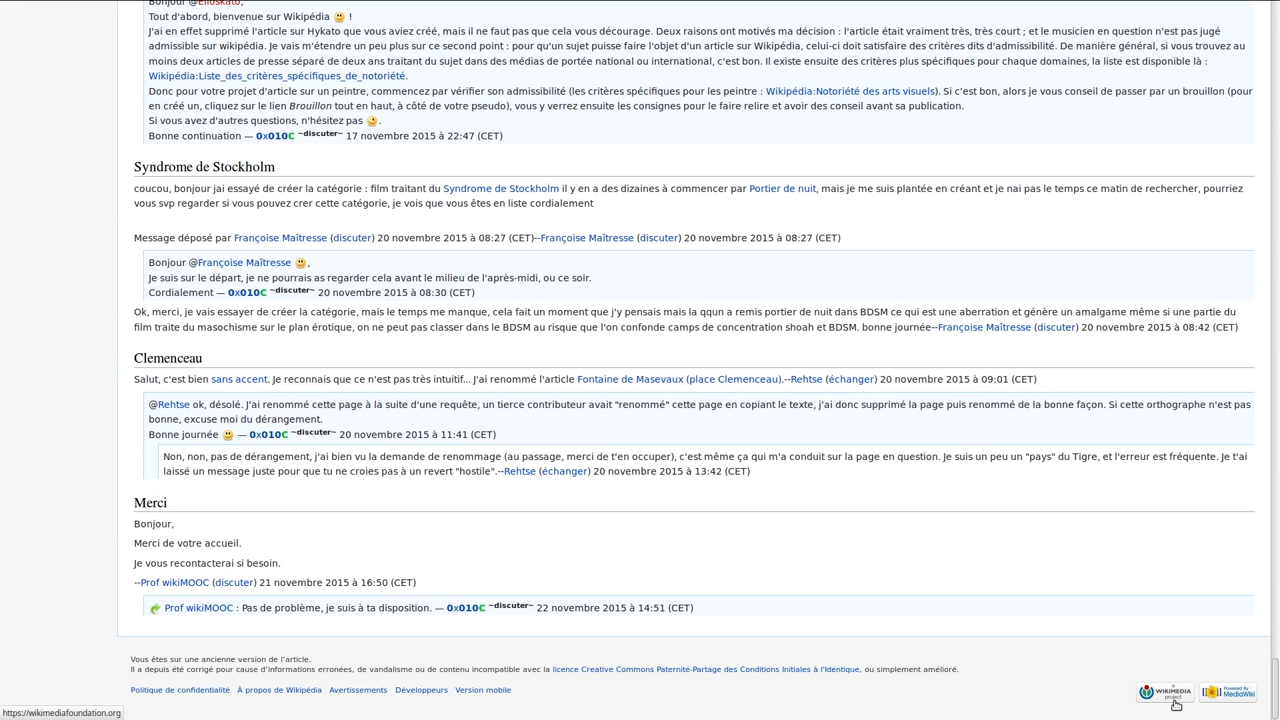 Bonjour @Elioskato,
Tout d'abord, bienvenue sur Wikipédia !
J'ai en effet supprimé l'article sur Hykato que vous aviez créé, mais il ne faut pas que cela vous décourage. Deux raisons ont motivés ma décision : l'article était vraiment très, très court ; et le musicien en question n'est pas jugé
admissible sur wikipédia. Je vais m'étendre un peu plus sur ce second point : pour qu'un sujet puisse faire l'objet d'un article sur Wikipédia, celui-ci doit satisfaire des critères dits d'admissibilité. De manière général, si vous trouvez au
moins deux articles de presse séparé de deux ans traitant du sujet dans des médias de portée national ou international, c'est bon. Il existe ensuite des critères plus spécifiques pour chaque domaines, la liste est disponible là :
Wikipédia:Liste_des_critères_spécifiques_de_notoriété.
Donc pour votre projet d'article sur un peintre, commencez par vérifier son admissibilité (les critères spécifiques pour les peintre : Wikipédia:Notoriété des arts visuels). Si c'est bon, alors je vous conseil de passer par un brouillon (pour
en créé un, cliquez sur le lien Brouillon tout en haut, à côté de votre pseudo), vous y verrez ensuite les consignes pour le faire relire et avoir des conseil avant sa publication.
Si vous avez d'autres questions, n'hésitez pas .
Bonne continuation — 0x010C ~discuter~ 17 novembre 2015 à 22:47 (CET)
Syndrome de Stockholm
coucou, bonjour jai essayé de créer la catégorie : film traitant du Syndrome de Stockholm il y en a des dizaines à commencer par Portier de nuit, mais je me suis plantée en créant et je nai pas le temps ce matin de rechercher, pourriez
vous svp regarder si vous pouvez crer cette catégorie, je vois que vous êtes en liste cordialement
Message déposé par Françoise Maîtresse (discuter) 20 novembre 2015 à 08:27 (CET)--Françoise Maîtresse (discuter) 20 novembre 2015 à 08:27 (CET)
Bonjour @Françoise Maîtresse ,
Je suis sur le départ, je ne pourrais as regarder cela avant le milieu de l'après-midi, ou ce soir.
Cordialement — 0x010C ~discuter~ 20 novembre 2015 à 08:30 (CET)
Ok, merci, je vais essayer de créer la catégorie, mais le temps me manque, cela fait un moment que j'y pensais mais la qqun a remis portier de nuit dans BDSM ce qui est une aberration et génère un amalgame même si une partie du
film traite du masochisme sur le plan érotique, on ne peut pas classer dans le BDSM au risque que l'on confonde camps de concentration shoah et BDSM. bonne journée--Françoise Maîtresse (discuter) 20 novembre 2015 à 08:42 (CET)
Clemenceau
Salut, c'est bien sans accent. Je reconnais que ce n'est pas très intuitif... J'ai renommé l'article Fontaine de Masevaux (place Clemenceau).--Rehtse (échanger) 20 novembre 2015 à 09:01 (CET)
@Rehtse ok, désolé. J'ai renommé cette page à la suite d'une requête, un tierce contributeur avait "renommé" cette page en copiant le texte, j'ai donc supprimé la page puis renommé de la bonne façon. Si cette orthographe n'est pas
bonne, excuse moi du dérangement.
Bonne journée — 0x010C ~discuter~ 20 novembre 2015 à 11:41 (CET)
Non, non, pas de dérangement, j'ai bien vu la demande de renommage (au passage, merci de t'en occuper), c'est même ça qui m'a conduit sur la page en question. Je suis un peu un "pays" du Tigre, et l'erreur est fréquente. Je t'ai
laissé un message juste pour que tu ne croies pas à un revert "hostile".--Rehtse (échanger) 20 novembre 2015 à 13:42 (CET)
Merci
Bonjour,
Merci de votre accueil.
Je vous recontacterai si besoin.
--Prof wikiMOOC (discuter) 21 novembre 2015 à 16:50 (CET)
Prof wikiMOOC : Pas de problème, je suis à ta disposition. — 0x010C ~discuter~ 22 novembre 2015 à 14:51 (CET)
Vous êtes sur une ancienne version de l'article.
Il a depuis été corrigé pour cause d'informations erronées, de vandalisme ou de contenu incompatible avec la licence Creative Commons Paternité-Partage des Conditions Initiales à l'Identique, ou simplement amélioré.
Politique de confidentialité À propos de Wikipédia Avertissements Développeurs Version mobile
A WIKIMEDIA project
Powered By MediaWiki
https://wikimediafoundation.org